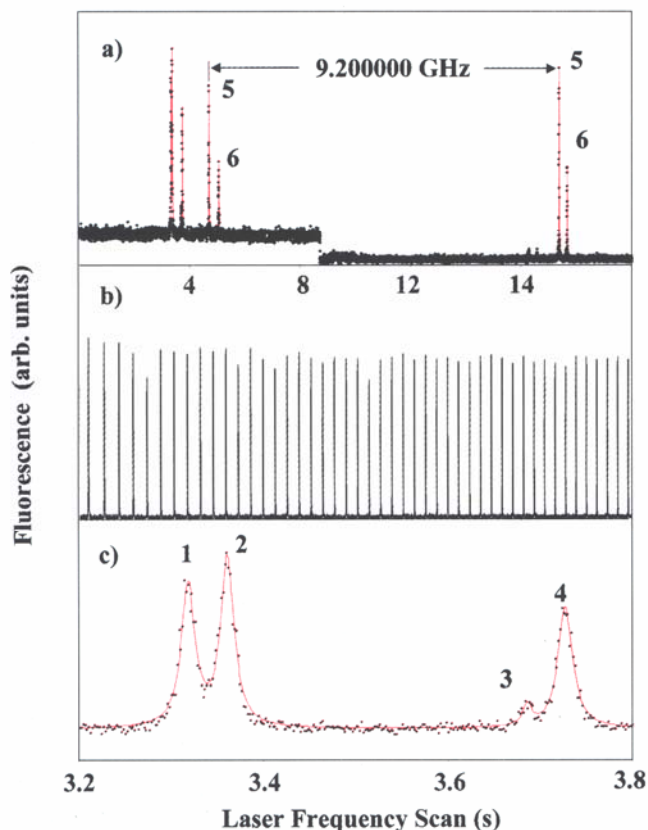 a)
5
9.200000 GHz
5
6
6
4
8
12
14
b)
c)
1
2
3
4
3.2
3.4
3.6
3.8
Laser Frequency Scan (s)
Fluorescence (arb. units)